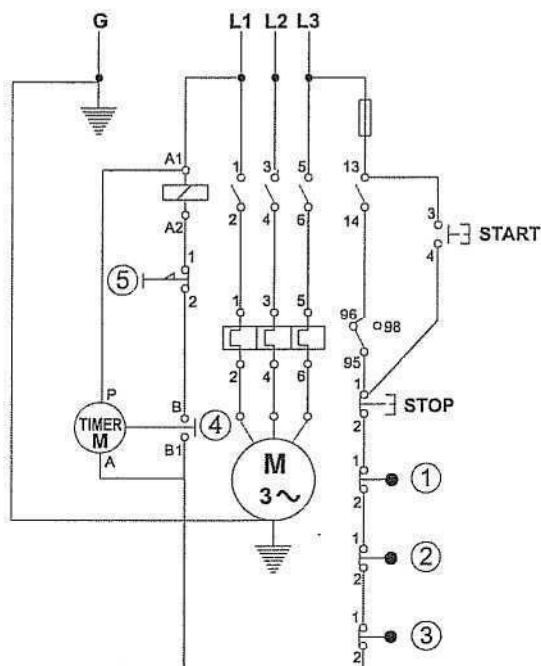 G L1 L2 L3
A1 1 3 5 13
A2 2 4 6 14 3 START
4
1
⑤
2 1 3 5 96 98
95
P 2 4 6 1
B STOP
TIMER ④ 2
M
A B1 M 1 ①
3~ 2
1 ②
2
1 ③
2